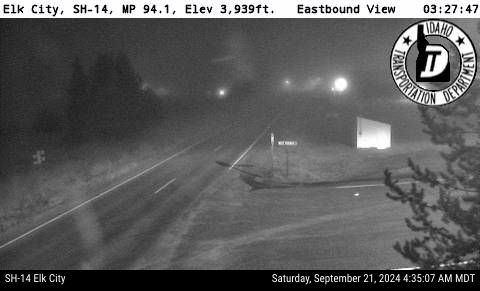 Elk City, SH-14, MP 94.1, Elev 3,939ft. Eastbound View 03:27:47
IDAHO
TRANSPORTATION DEPARTMENT
SH-14 Elk City Saturday, September 21, 2024 4:35:07 AM MDT